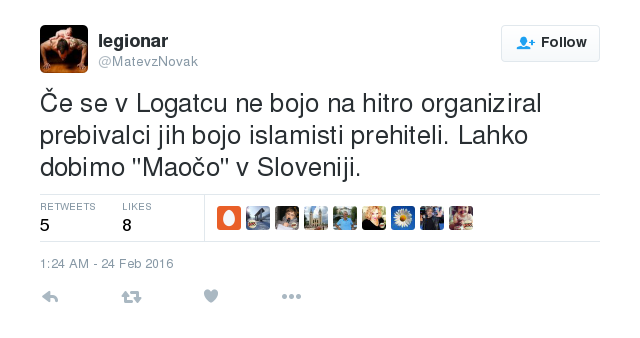 legionar
@MatevzNovak
Follow
Če se v Logatcu ne bojo na hitro organiziral
prebivalci jih bojo islamisti prehiteli. Lahko
dobimo "Maočo" v Sloveniji.
RETWEETS LIKES
5 8
1:24 AM - 24 Feb 2016